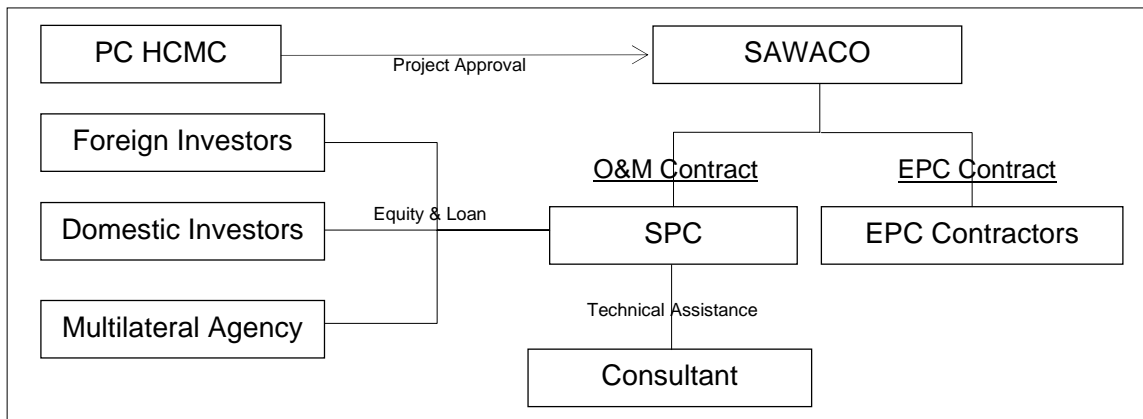 PC HCMC
Project Approval
SAWACO
Foreign Investors
O&M Contract
EPC Contract
Domestic Investors
Equity & Loan
SPC
EPC Contractors
Multilateral Agency
Technical Assistance
Consultant